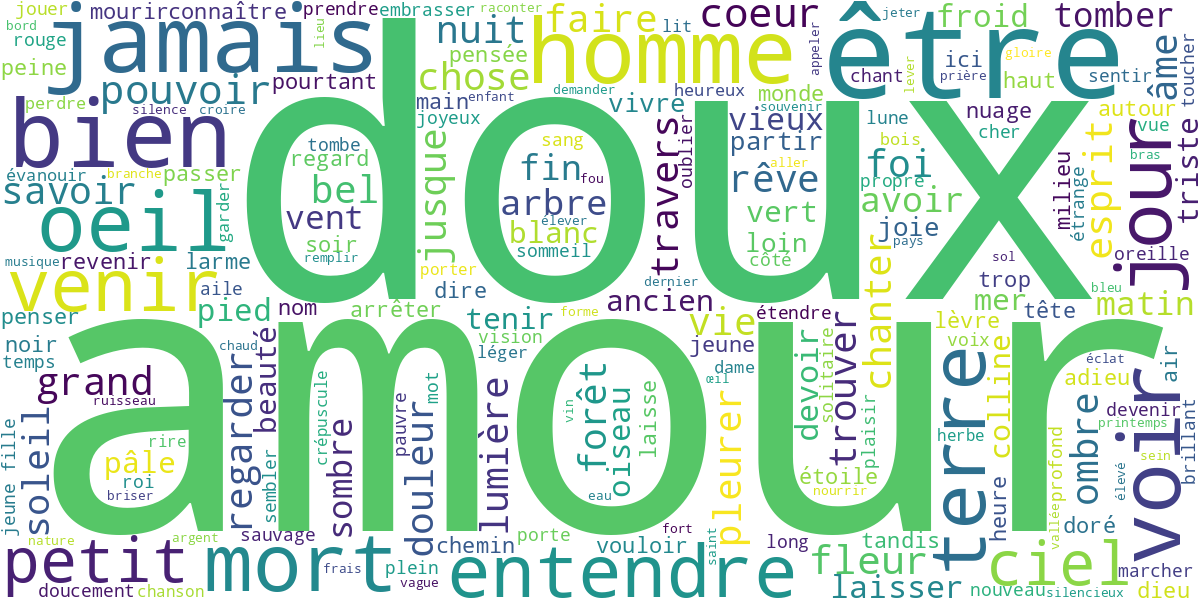 jouer
mourir
connaître
prendre
embrasser
raconter
bord
rouge
jamais
lieu
nuit
faire
lit
coeur
jeter
froid
tomber
peine
pensée
homme
appeler
être
gloire
âme
toucher
pouvoir
pourtant
chose
chant
lever
ici
prière
haut
sentir
perdre
silence
croire
main
enfant
demander
heureux
vivre
monde
souvenir
nuage
autour
bien
doux
joyeux
vieux
lune
cher
vue
tombe
sang
partir
bois
bras
jour
triste
évanouir
branche
passer
regard
jusque
fin
fou
travers
oublier
rêve
aller
foi
propre
milieu
étrange
esprit
savoir
garder
bel
arbre
avoir
oeil
vent
élever
blanc
vert
joie
pays
soir
remplir
sommeil
loin
côté
sol
oreille
musique
revenir
larme
porter
dernier
chanter
trop
bleu
venir
aile
dire
ancien
mer
matin
pied
nom
arrêter
forme
étendre
tête
penser
tenir
vie
lèvre
noir
temps
chaud
vision
léger
jeune
voix
éclat
air
grand
beauté
amour
dame
œil
devoir
solitaire
trouver
plaisir
terre
colline
adieu
ruisseau
regarder
crépuscule
pauvre
mot
lumière
vin
forêt
oiseau
laisse
pleurer
devenir
printemps
brillant
jeune fille
soleil
rire
pâle
roi
briser
sembler
sombre
douleur
eau
étoile
nourrir
herbe
heure
profond
vallée
ombre
sein
élevé
voir
nature
argent
sauvage
porte
fort
saint
long
tandis
doré
petit
mort
chemin
vouloir
fleur
ciel
marcher
doucement
chanson
frais
plein
vague
entendre
laisser
nouveau
silencieux
dieu